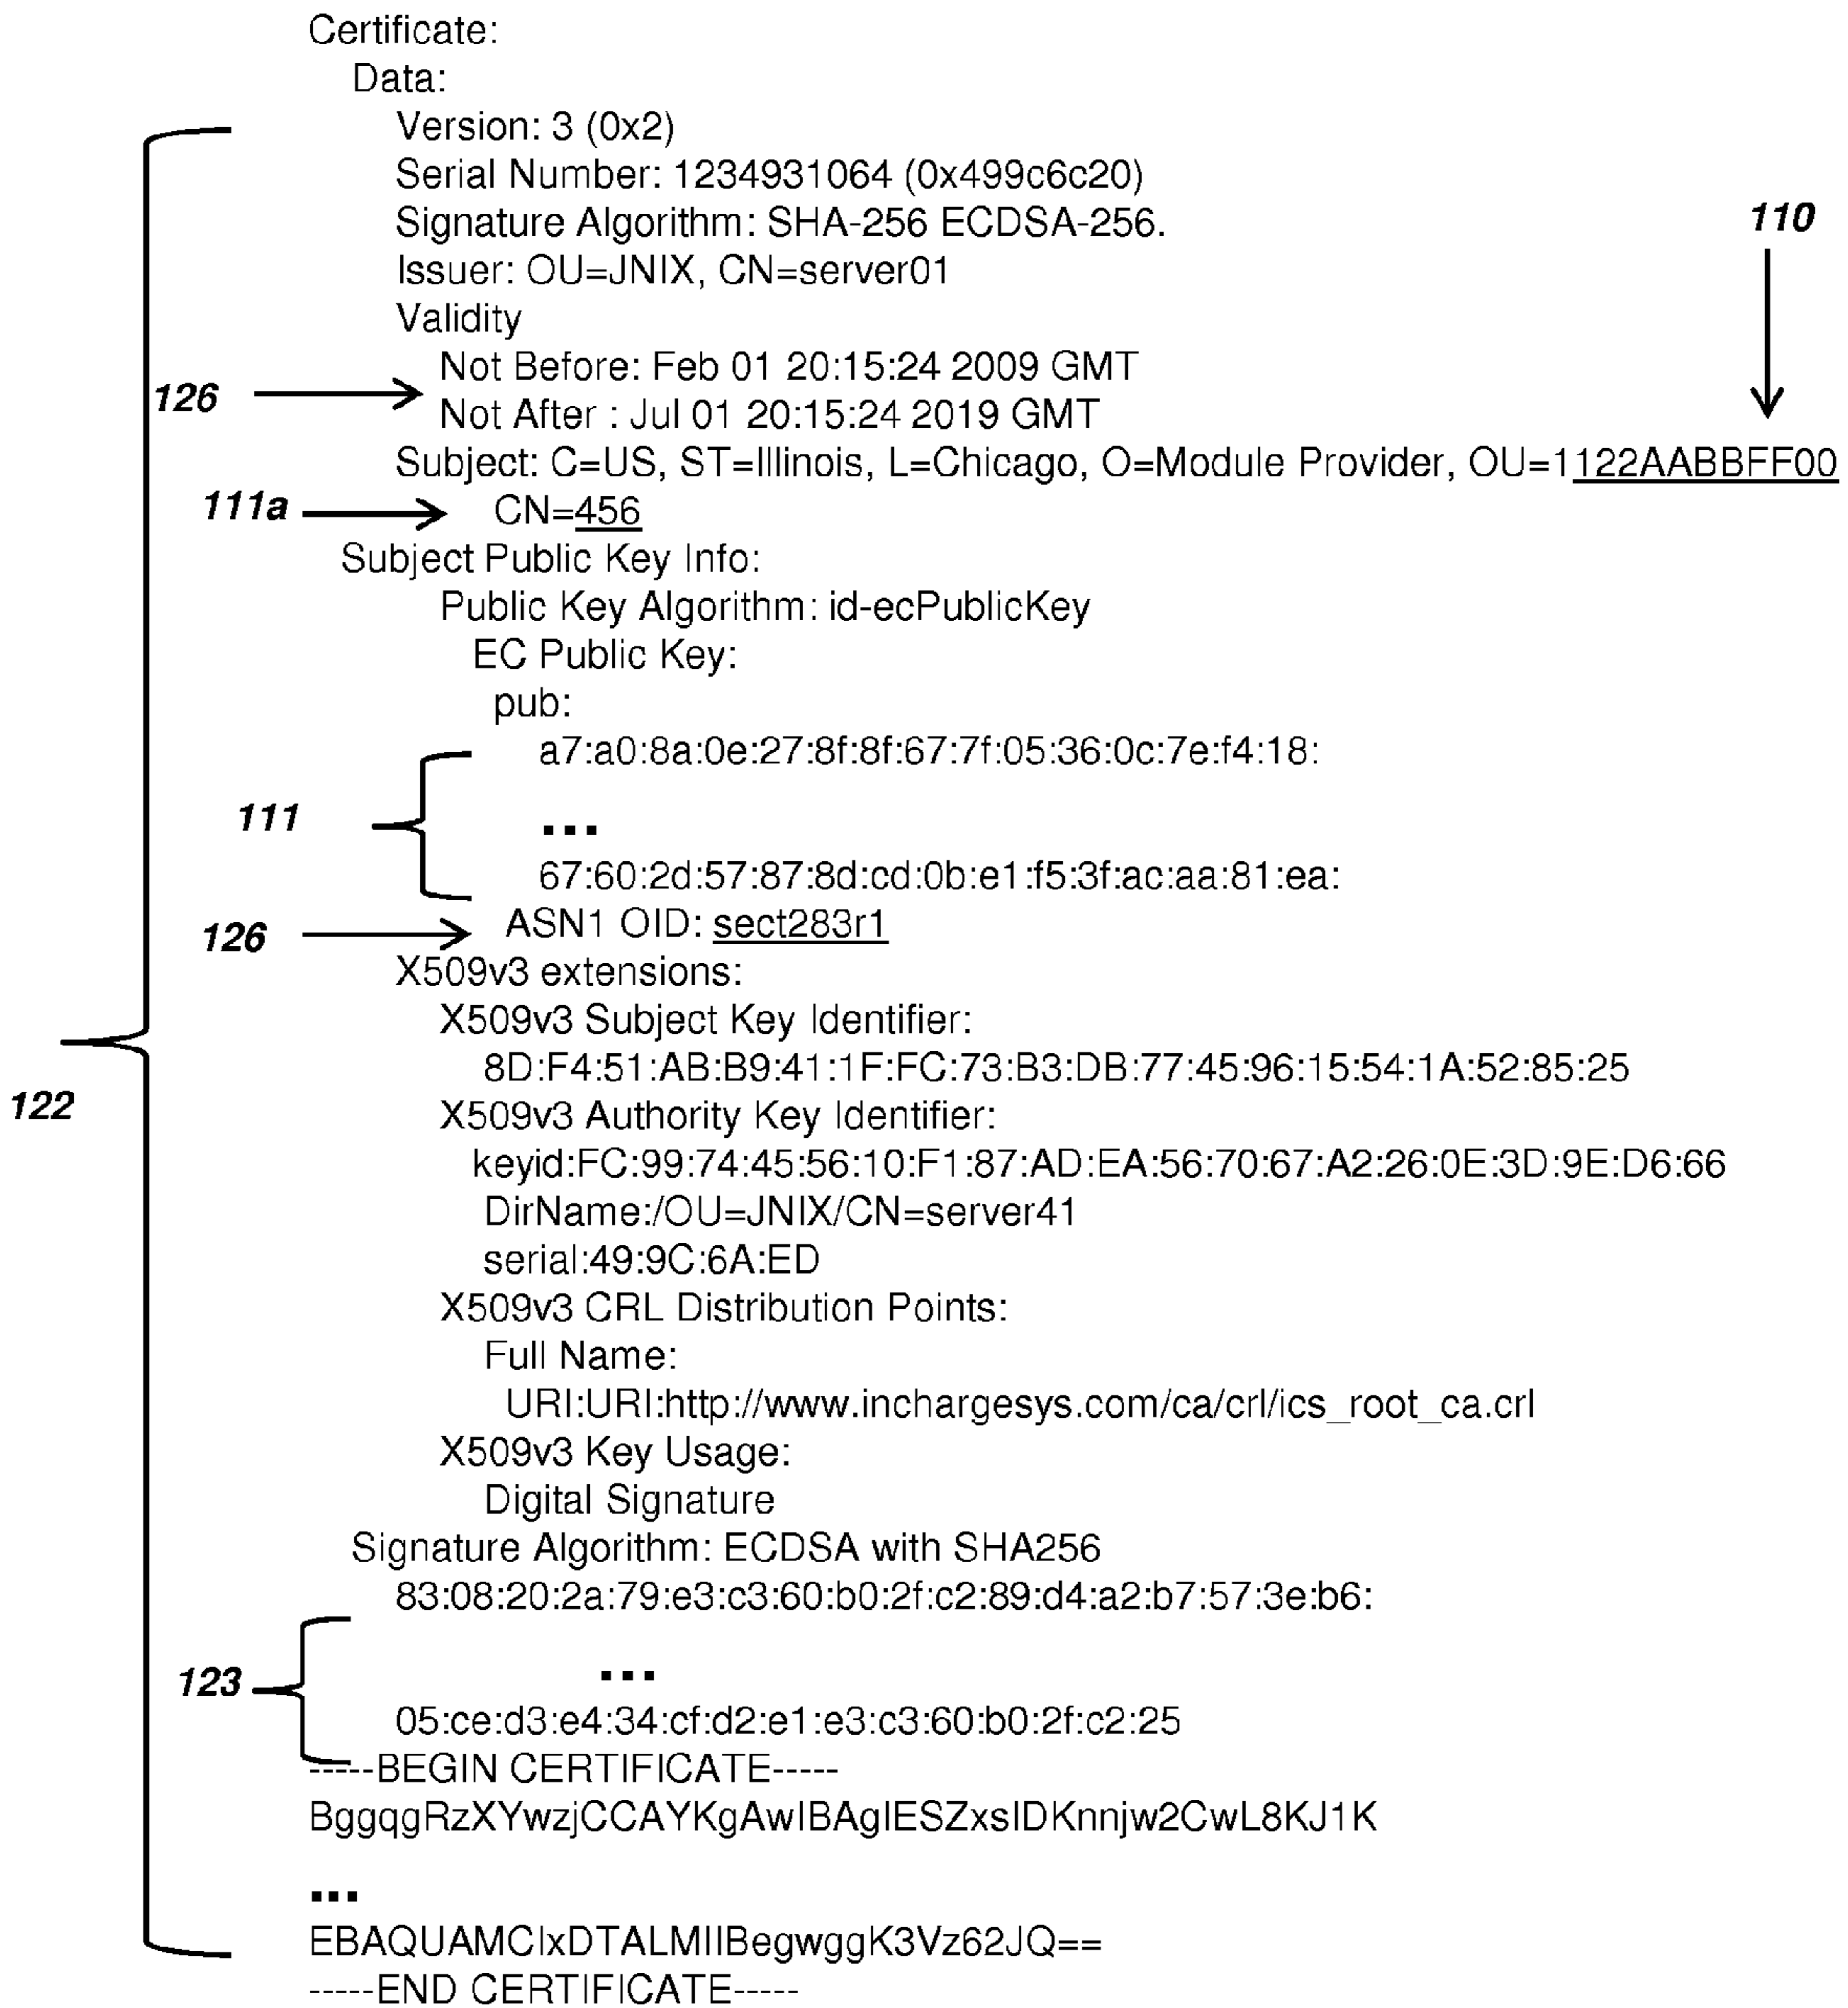 Certificate:
Data:
Version: 3 (0x2)
Serial Number: 1234931064 (0x499c6c20)
Signature Algorithm: SHA-256 ECDSA-256.
110
Issuer: OU=JNIX, CN=server01
Validity
Not Before: Feb 01 20:15:24 2009 GMT
126
Not After : Jul 01 20:15:24 2019 GMT
Subject: C=US, ST=Illinois, L=Chicago, O=Module Provider, OU=1122AABBFF00
111a
CN=456
Subject Public Key Info:
Public Key Algorithm: id-ecPublicKey
EC Public Key:
pub:
a7:a0:8a:0e:27:8f:8f:67:7f:05:36:0c:7e:f4:18:
111
...
67:60:2d:57:87:8d:cd:0b:e1:f5:3f:ac:aa:81:ea:
126
ASN1 OID: sect283r1
X509v3 extensions:
X509v3 Subject Key Identifier:
8D:F4:51:AB:B9:41:1F:FC:73:B3:DB:77:45:96:15:54:1A:52:85:25
122
X509v3 Authority Key Identifier:
keyid:FC:99:74:45:56:10:F1:87:AD:EA:56:70:67:A2:26:0E:3D:9E:D6:66
DirName:/OU=JNIX/CN=server41
serial:49:9C:6A:ED
X509v3 CRL Distribution Points:
Full Name:
URI:URI:http://www.inchargesys.com/ca/crl/ics_root_ca.crl
X509v3 Key Usage:
Digital Signature
Signature Algorithm: ECDSA with SHA256
83:08:20:2a:79:e3:c3:60:b0:2f:c2:89:d4:a2:b7:57:3e:b6:
123
...
05:ce:d3:e4:34:cf:d2:e1:e3:c3:60:b0:2f:c2:25
-----BEGIN CERTIFICATE-----
BggqgRzXYwzjCCAYKgAwIBAgIESZxsIDKnnjw2CwL8KJ1K
...
EBAQUAMCIxDTALMIIBegwggK3Vz62JQ==
-----END CERTIFICATE-----